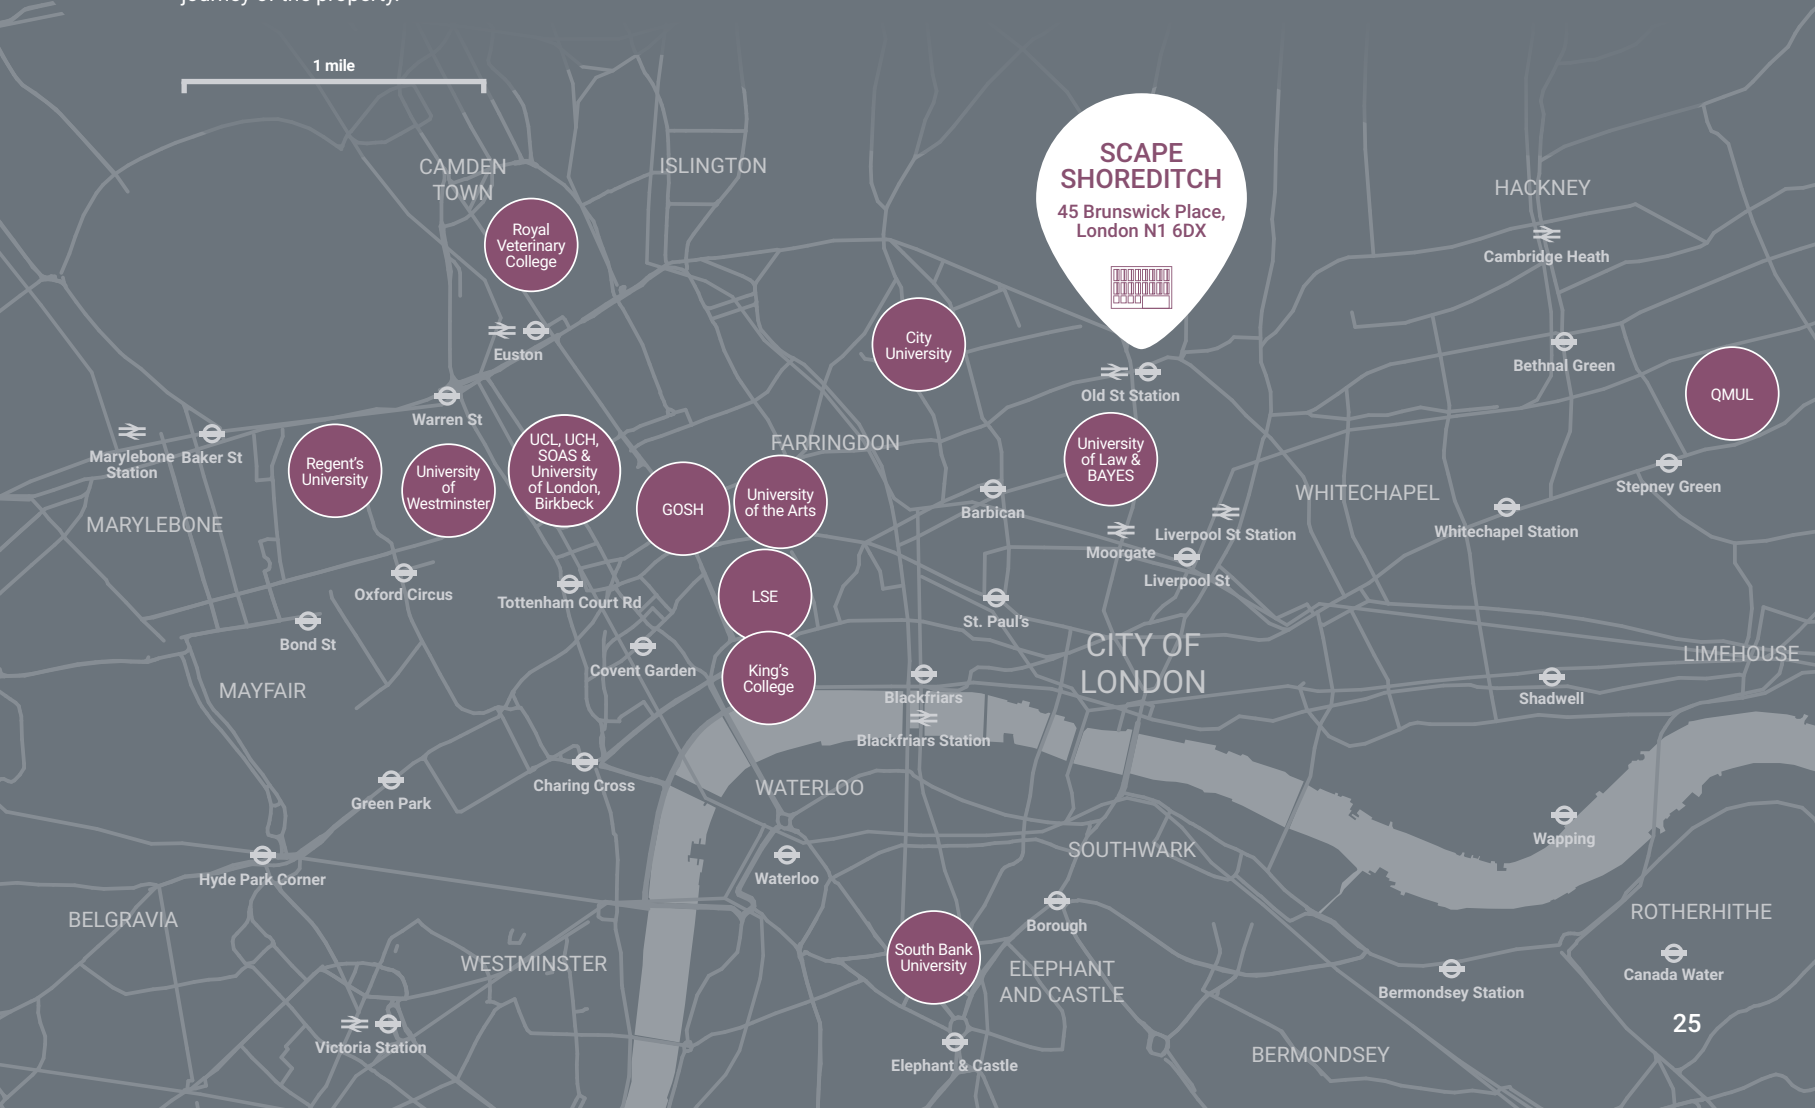 journey of the property.
1 mile
CAMDEN
TOWN
ISLINGTON
SCAPE
SHOREDITCH
45 Brunswick Place,
London N1 6DX
HACKNEY
Royal
Veterinary
College
Cambridge Heath
Euston
City
University
Bethnal Green
Old St Station
QMUL
Warren St
Marylebone
Station
Baker St
Regent's
University
University
of
Westminster
UCL, UCH,
SOAS &
University
of London,
Birkbeck
GOSH
University
of the Arts
FARRINGDON
University
of Law &
BAYES
Barbican
WHITECHAPEL
Stepney Green
MARYLEBONE
Whitechapel Station
Moorgate
Liverpool St Station
Liverpool St
Oxford Circus
Tottenham Court Rd
LSE
St. Paul's
Bond St
Covent Garden
CITY OF
LONDON
LIMEHOUSE
MAYFAIR
King's
College
Blackfriars
Shadwell
Blackfriars Station
Charing Cross
WATERLOO
Green Park
Wapping
SOUTHWARK
Hyde Park Corner
Waterloo
BELGRAVIA
Borough
ROTHERHITHE
WESTMINSTER
South Bank
University
ELEPHANT
AND CASTLE
Bermondsey Station
Canada Water
25
Victoria Station
Elephant & Castle
BERMONDSEY